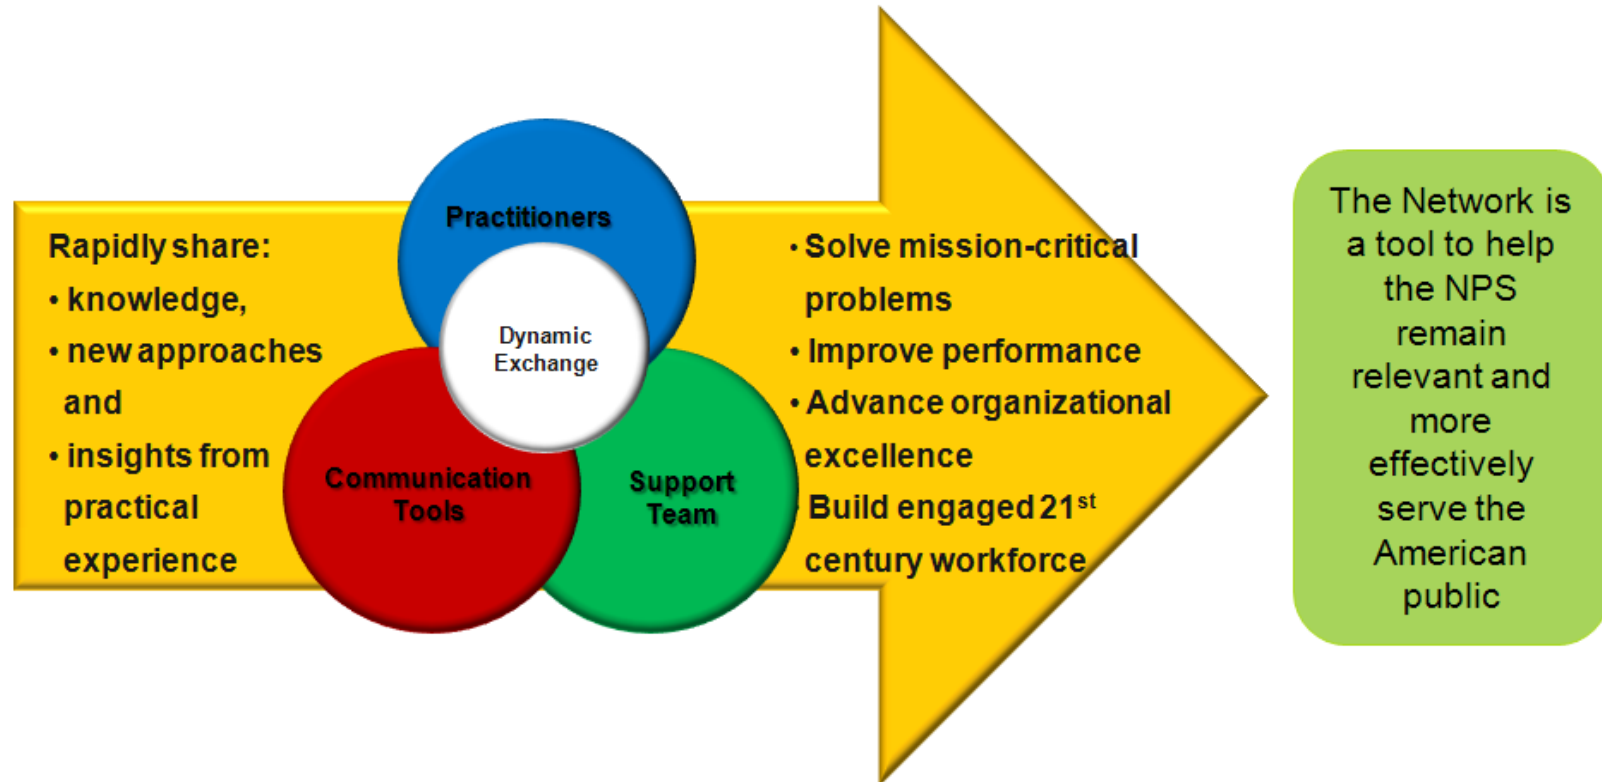 Rapidly share:
• knowledge,
• new approaches
and
• insights from
practical
experience
Practitioners
Dynamic
Exchange
Communication
Tools
Support
Team
• Solve mission-critical
problems
• Improve performance
• Advance organizational
excellence
• Build engaged 21st
century workforce
The Network is
a tool to help
the NPS
remain
relevant and
more
effectively
serve the
American
public